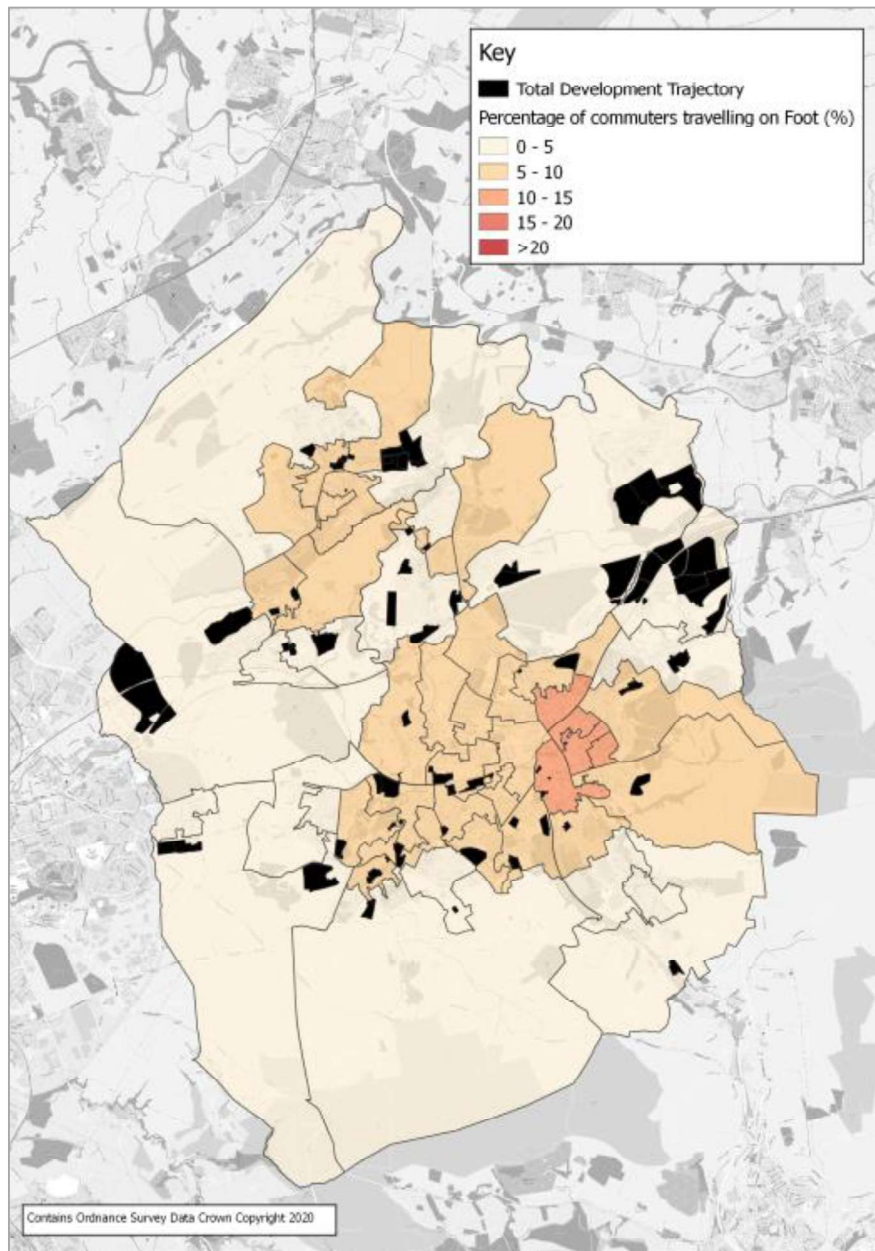 Key
Total Development Trajectory
Percentage of commuters travelling on Foot (%)
0 - 5
5 - 10
10 - 15
15 - 20
>20
Contains Ordnance Survey Data Crown Copyright 2020